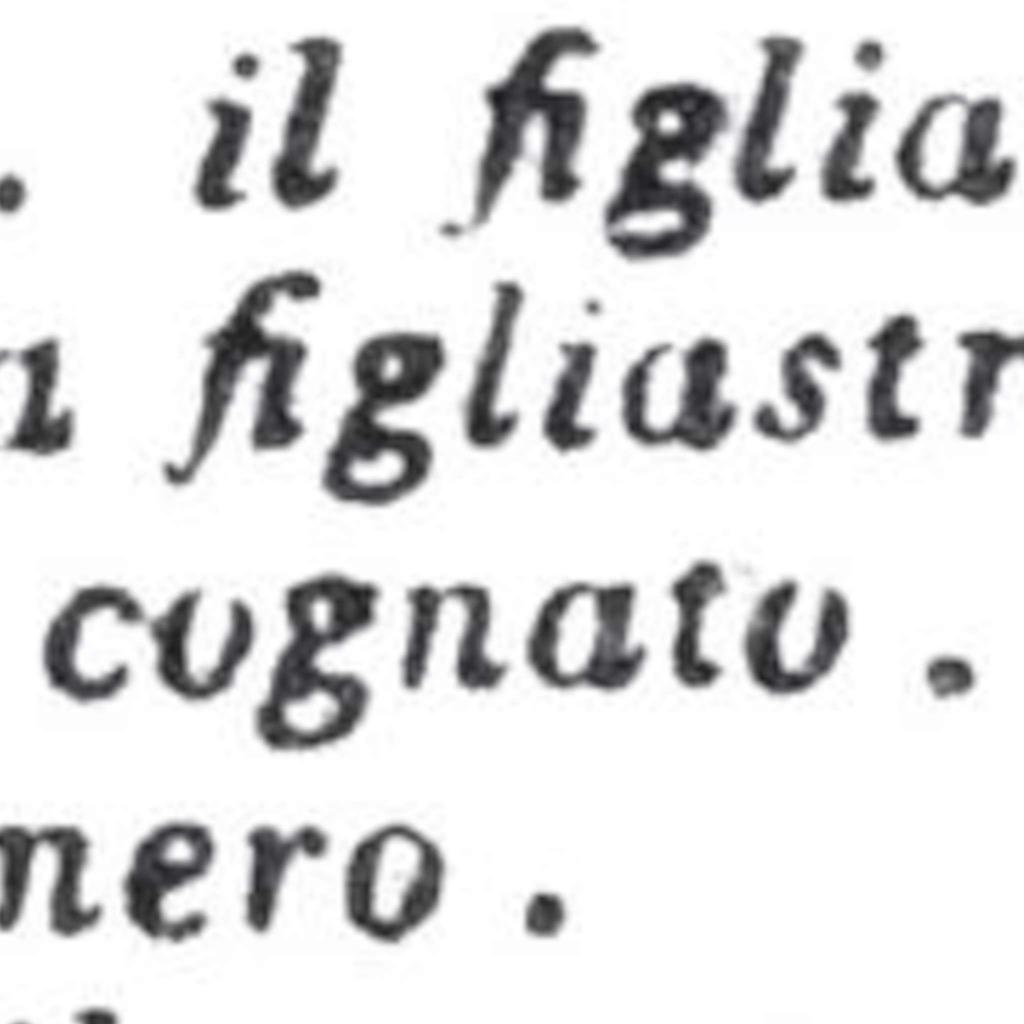 . il figlia
figliastr
cognato .
nero .